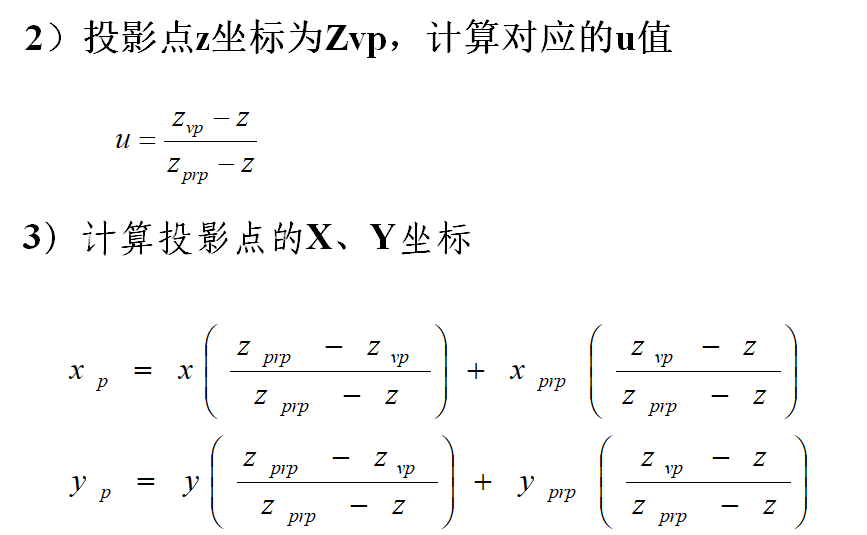 2）投影点z坐标为Zvp，计算对应的u值
u = \frac{z_{vp} - z}{z_{prp} - z}
3）计算投影点的X、Y坐标
x_p = x \left( \frac{z_{prp} - z_{vp}}{z_{prp} - z} \right) + x_{prp} \left( \frac{z_{vp} - z}{z_{prp} - z} \right)
y_p = y \left( \frac{z_{prp} - z_{vp}}{z_{prp} - z} \right) + y_{prp} \left( \frac{z_{vp} - z}{z_{prp} - z} \right)